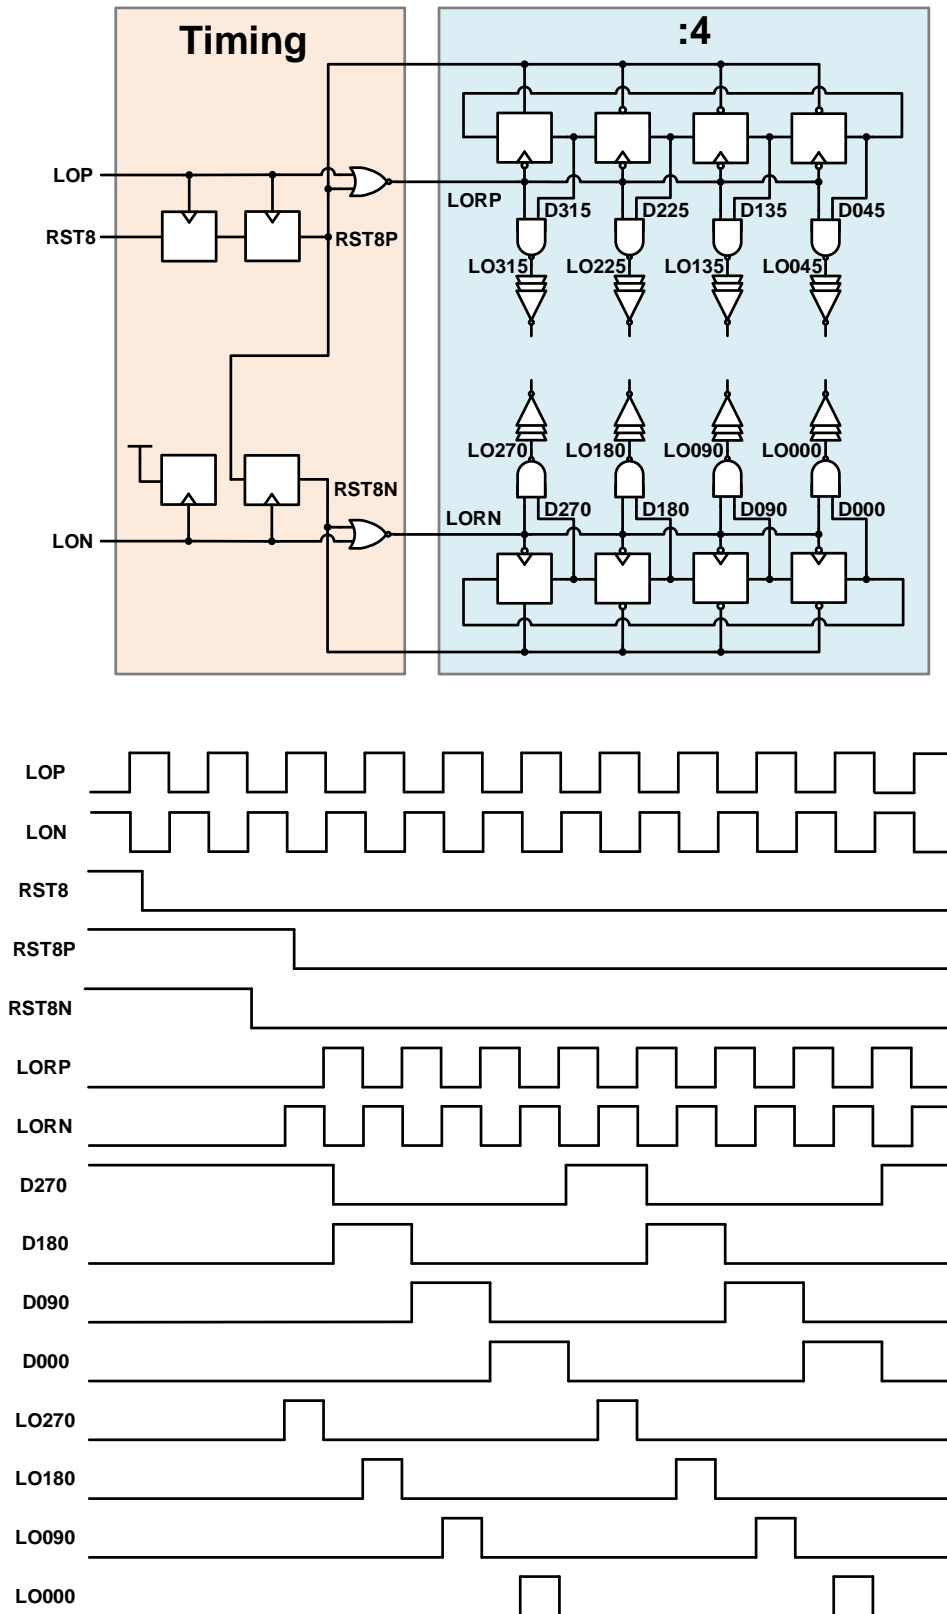 Timing
:4
LOP
LORP
D315 D225 D135 D045
RST8
RST8P
LO315 LO225 LO135 LO045
LO270 LO180 LO090 LO000
RST8N
D270 D180 D090 D000
LORN
LON
LOP
LON
RST8
RST8P
RST8N
LORP
LORN
D270
D180
D090
D000
LO270
LO180
LO090
LO000